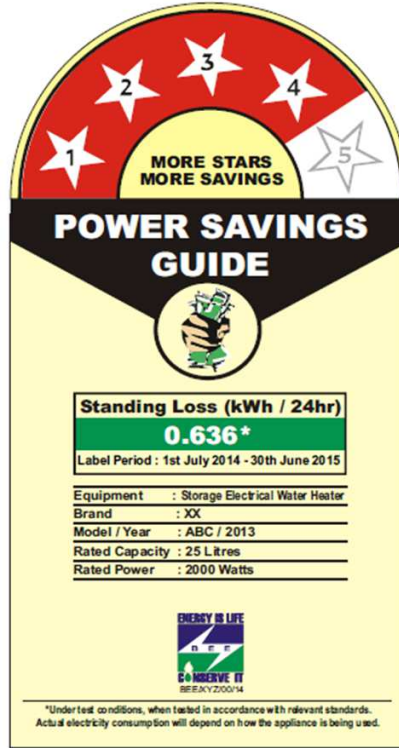 1 2 3 4 5
MORE STARS
MORE SAVINGS
POWER SAVINGS
GUIDE
Standing Loss (kWh / 24hr)
0.636*
Label Period : 1st July 2014 - 30th June 2015
Equipment : Storage Electrical Water Heater
Brand : XX
Model / Year : ABC / 2013
Rated Capacity : 25 Litres
Rated Power : 2000 Watts
ENERGY IS LIFE
BEE
CONSERVE IT
BEE/XYZ/00/14
*Under test conditions, when tested in accordance with relevant standards.
Actual electricity consumption will depend on how the appliance is being used.